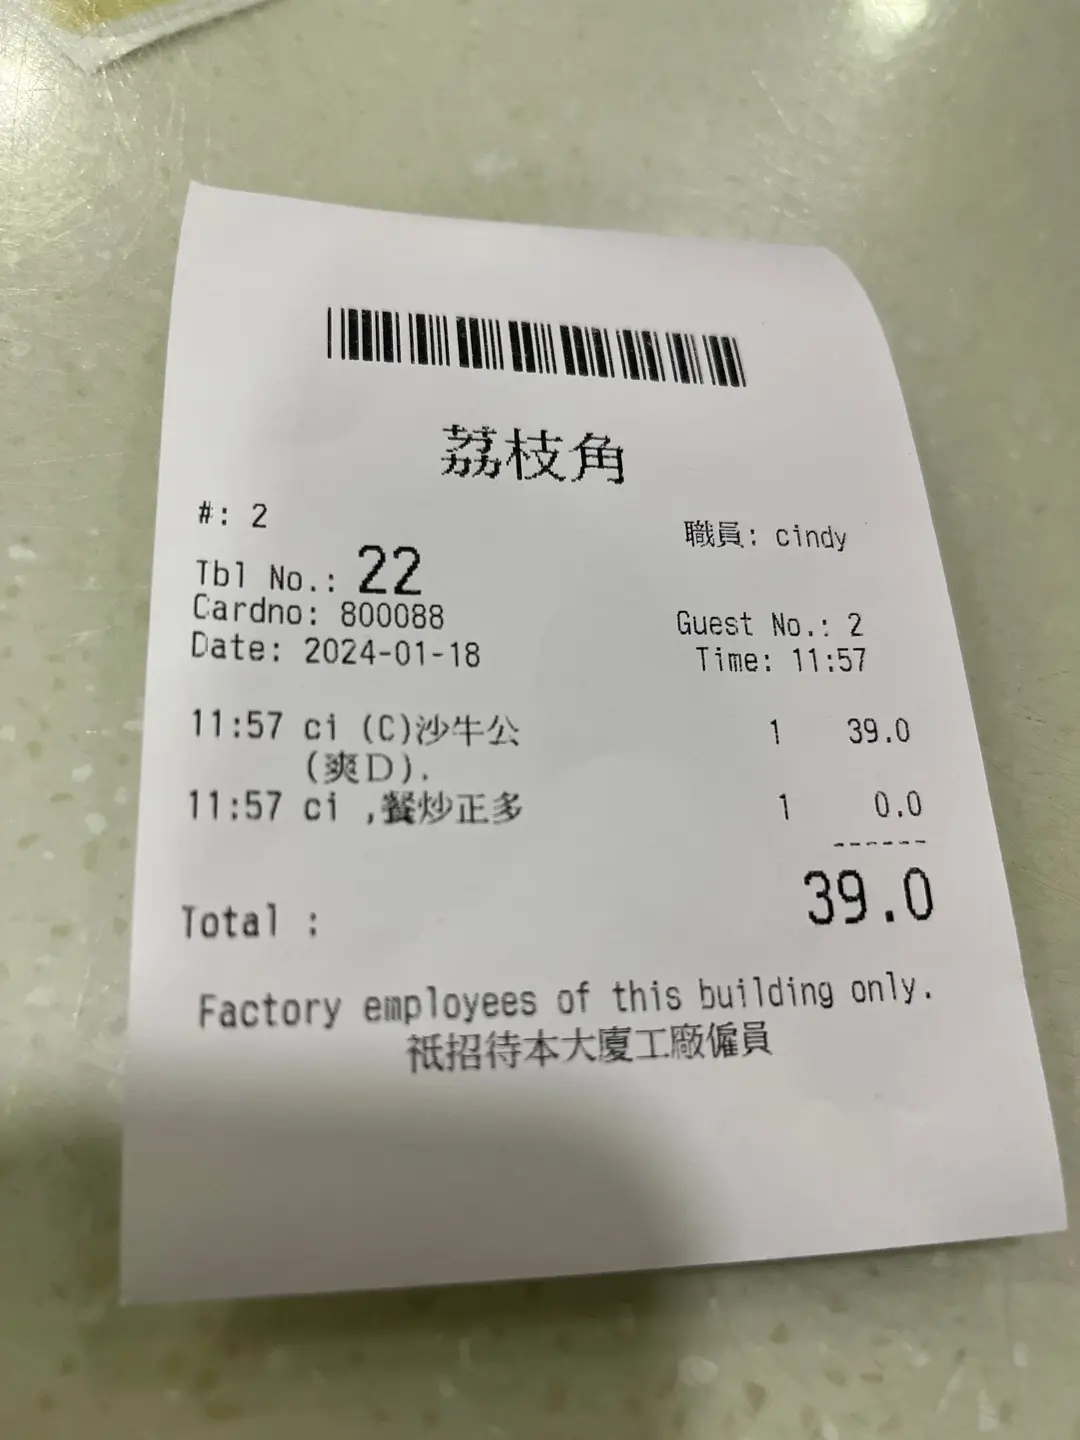 荔枝角
#: 2
職員: cindy
Tbl No.: 22
Cardno: 800088
Guest No.: 2
Date: 2024-01-18
Time: 11:57
11:57 ci (C)沙牛公 1 39.0
(爽D).
11:57 ci ,餐炒正多 1 0.0
------
Total : 39.0
Factory employees of this building only.
祗招待本大廈工廠僱員